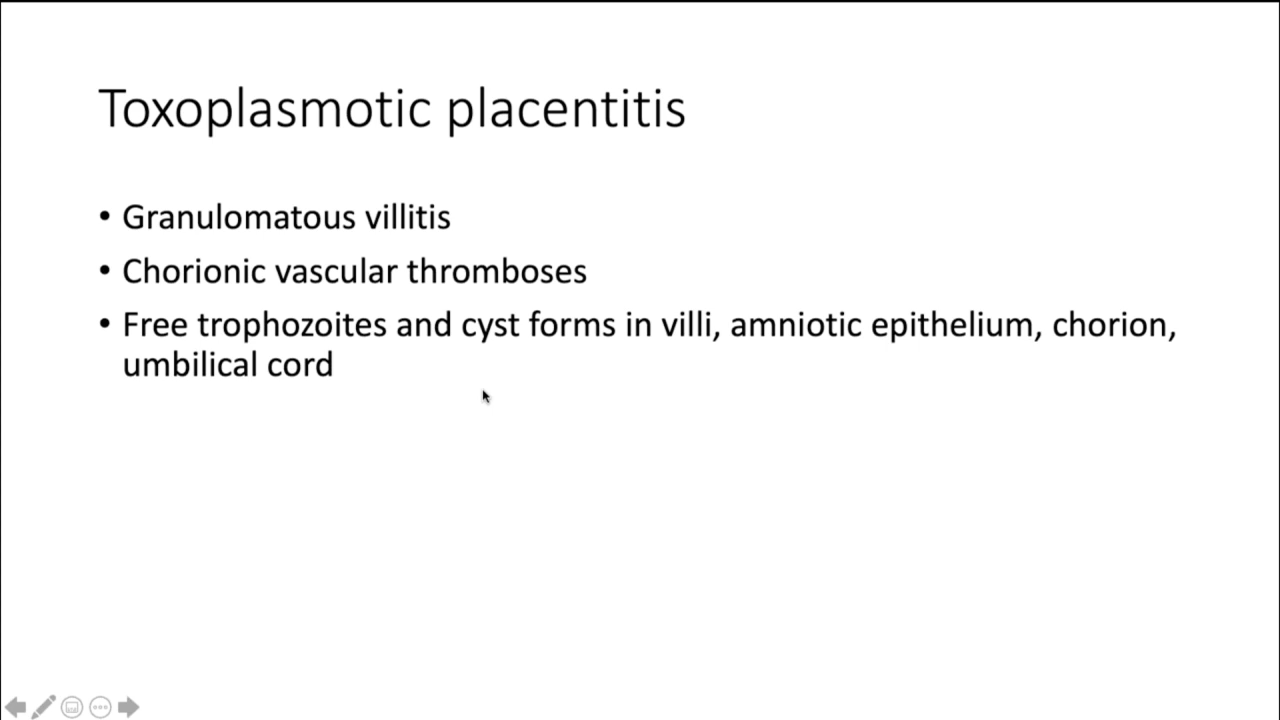 Toxoplasmotic placentitis
• Granulomatous villitis
• Chorionic vascular thromboses
• Free trophozoites and cyst forms in villi, amniotic epithelium, chorion,
umbilical cord